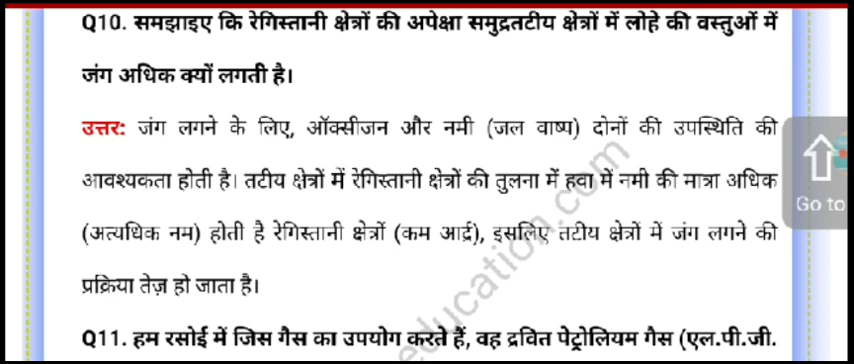 Q10. समझाइए कि रेगिस्तानी क्षेत्रों की अपेक्षा समुद्रतटीय क्षेत्रों में लोहे की वस्तुओं में
जंग अधिक क्यों लगती है।
उत्तर: जंग लगने के लिए, ऑक्सीजन और नमी (जल वाष्प) दोनों की उपस्थिति की
आवश्यकता होती है। तटीय क्षेत्रों में रेगिस्तानी क्षेत्रों की तुलना में हवा में नमी की मात्रा अधिक
Go to
(अत्यधिक नम) होती है रेगिस्तानी क्षेत्रों (कम आर्द्र), इसलिए तटीय क्षेत्रों में जंग लगने की
प्रक्रिया तेज़ हो जाता है।
education.com
Q11. हम रसोई में जिस गैस का उपयोग करते हैं, वह द्रवित पेट्रोलियम गैस (एल.पी.जी.